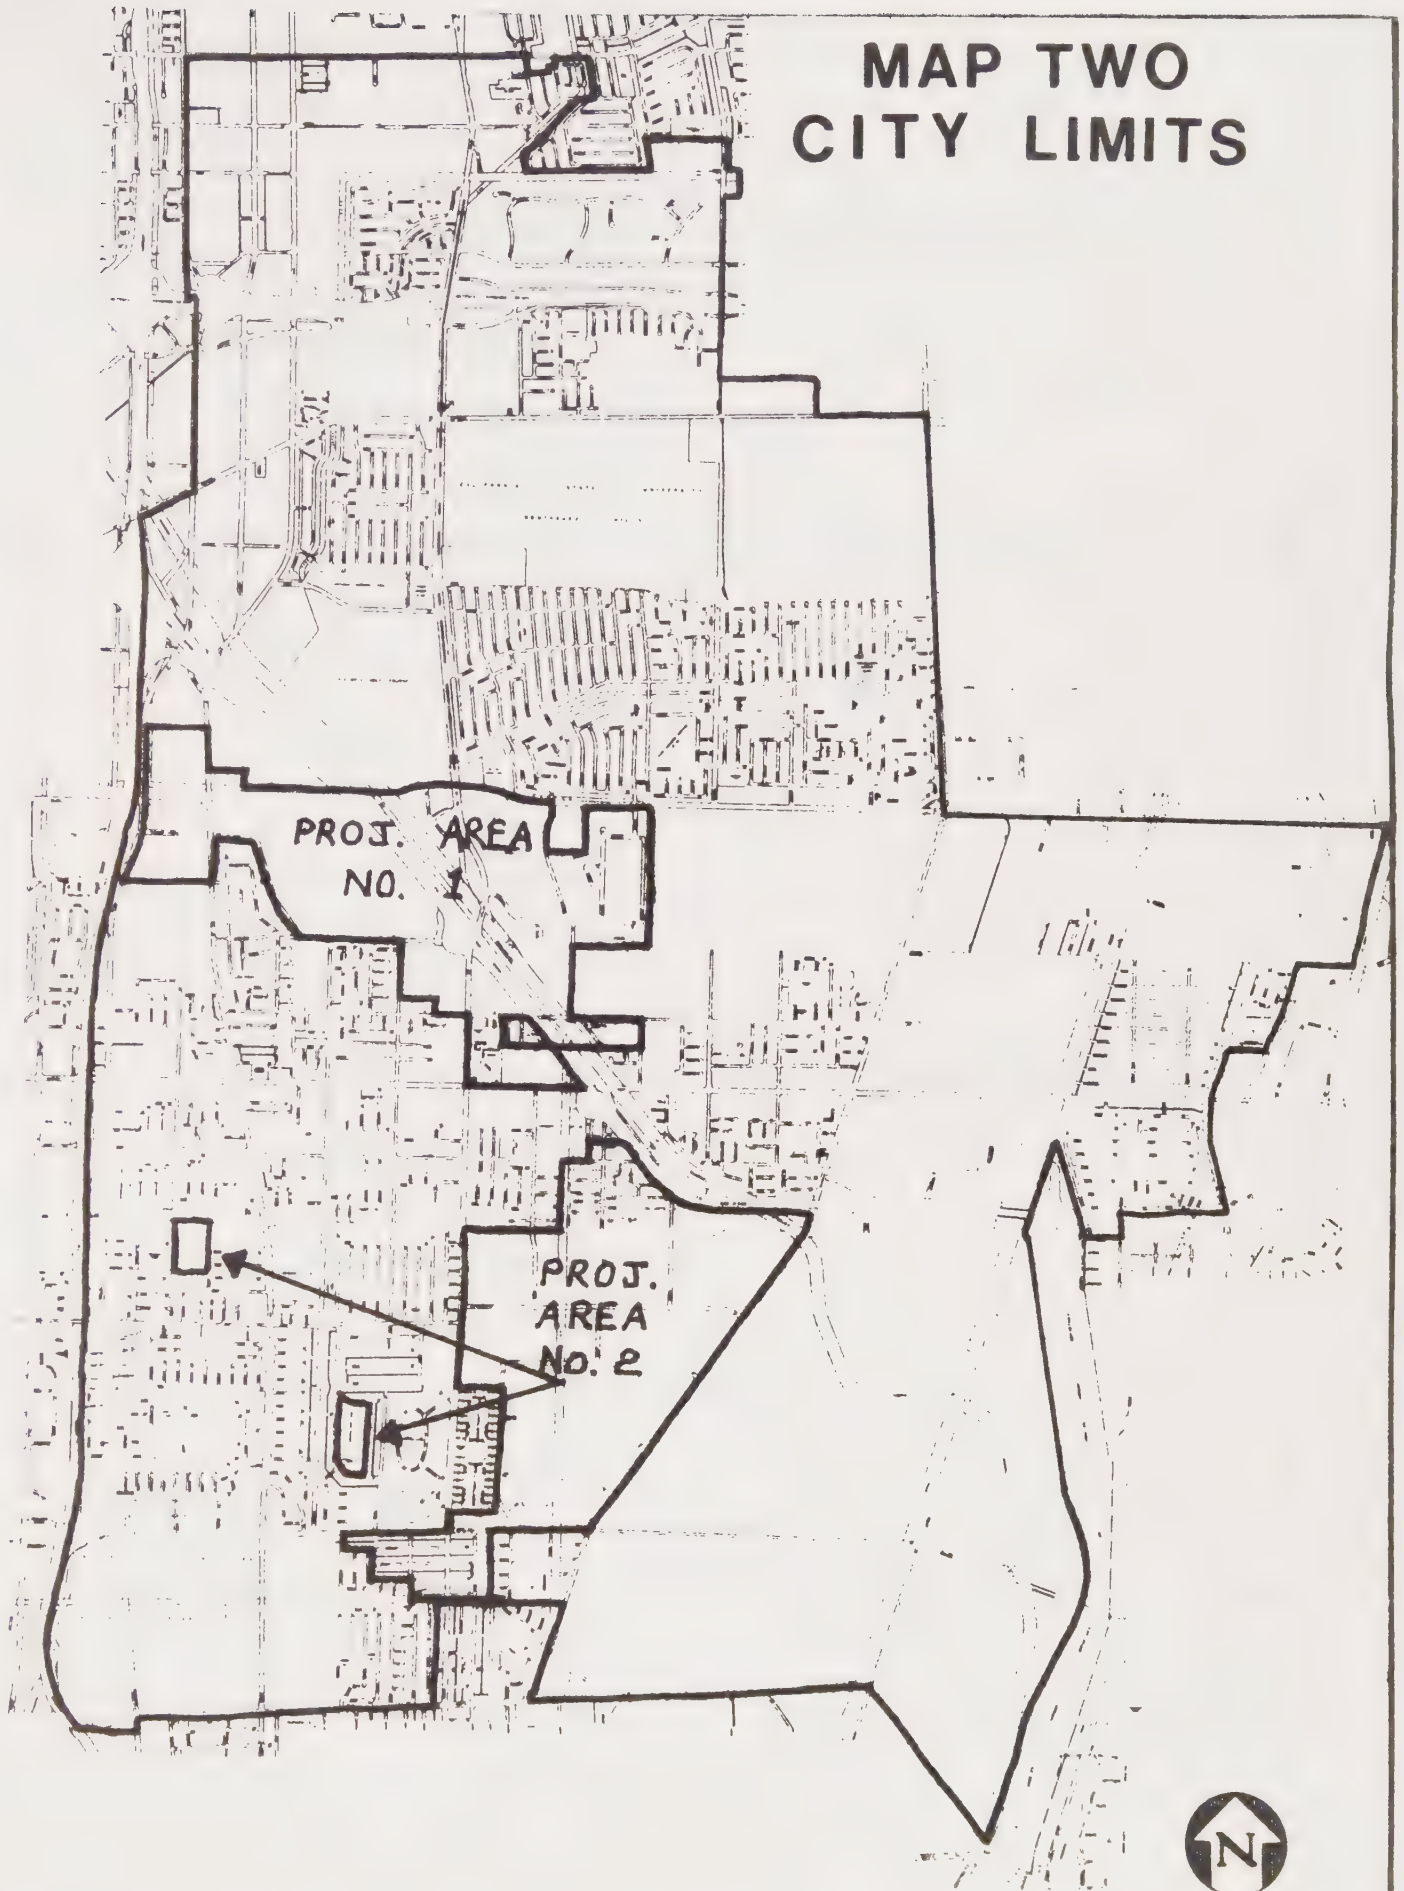 MAP TWO
CITY LIMITS
PROJ. AREA
NO. 1
PROJ.
AREA
NO. 2
N